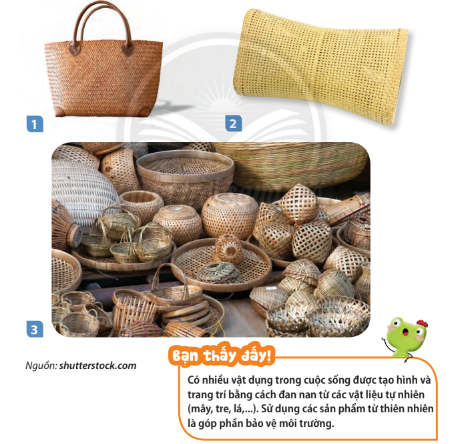 1
2
3
Nguồn: shutterstock.com
Bạn thấy đấy!
Có nhiều vật dụng trong cuộc sống được tạo hình và
trang trí bằng cách đan nan từ các vật liệu tự nhiên
(mây, tre, lá,...). Sử dụng các sản phẩm từ thiên nhiên
là góp phần bảo vệ môi trường.